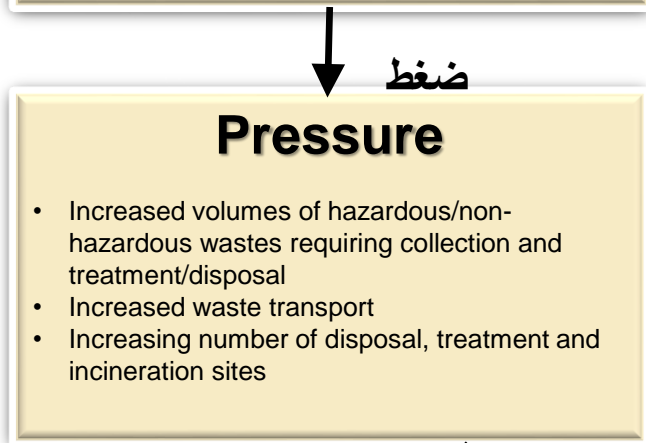 ضغط
Pressure
• Increased volumes of hazardous/non-
hazardous wastes requiring collection and
treatment/disposal
• Increased waste transport
• Increasing number of disposal, treatment and
incineration sites